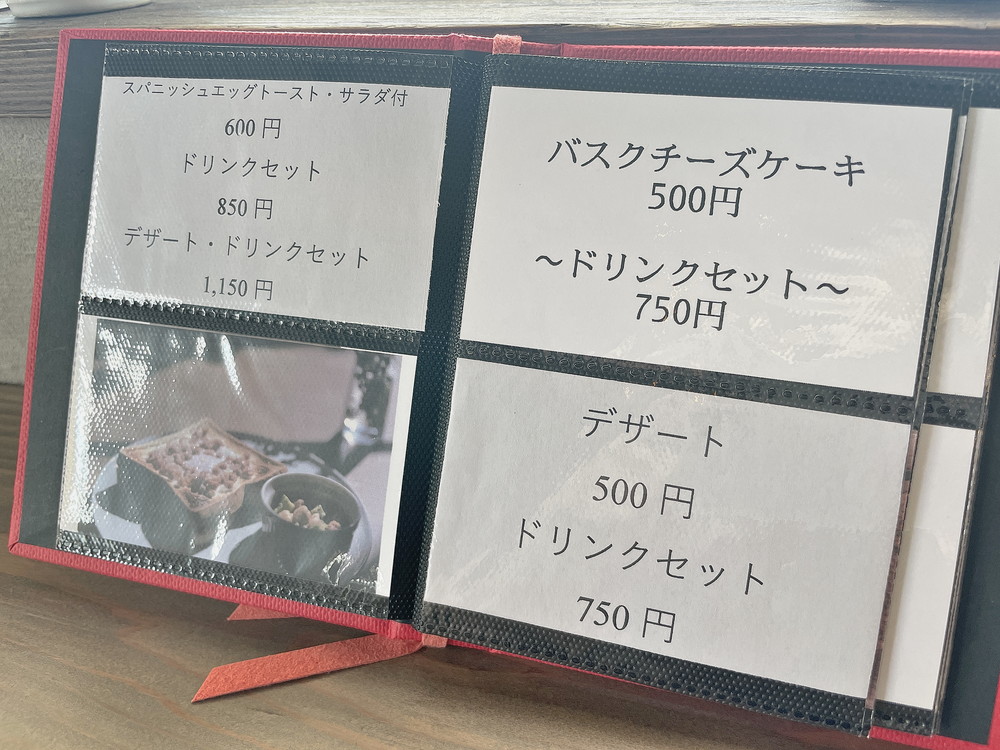 スパニッシュエッグトースト・サラダ付
600 円
ドリンクセット
850 円
デザート・ドリンクセット
1,150 円
バスクチーズケーキ
500円
～ドリンクセット～
750円
デザート
500 円
ドリンクセット
750 円